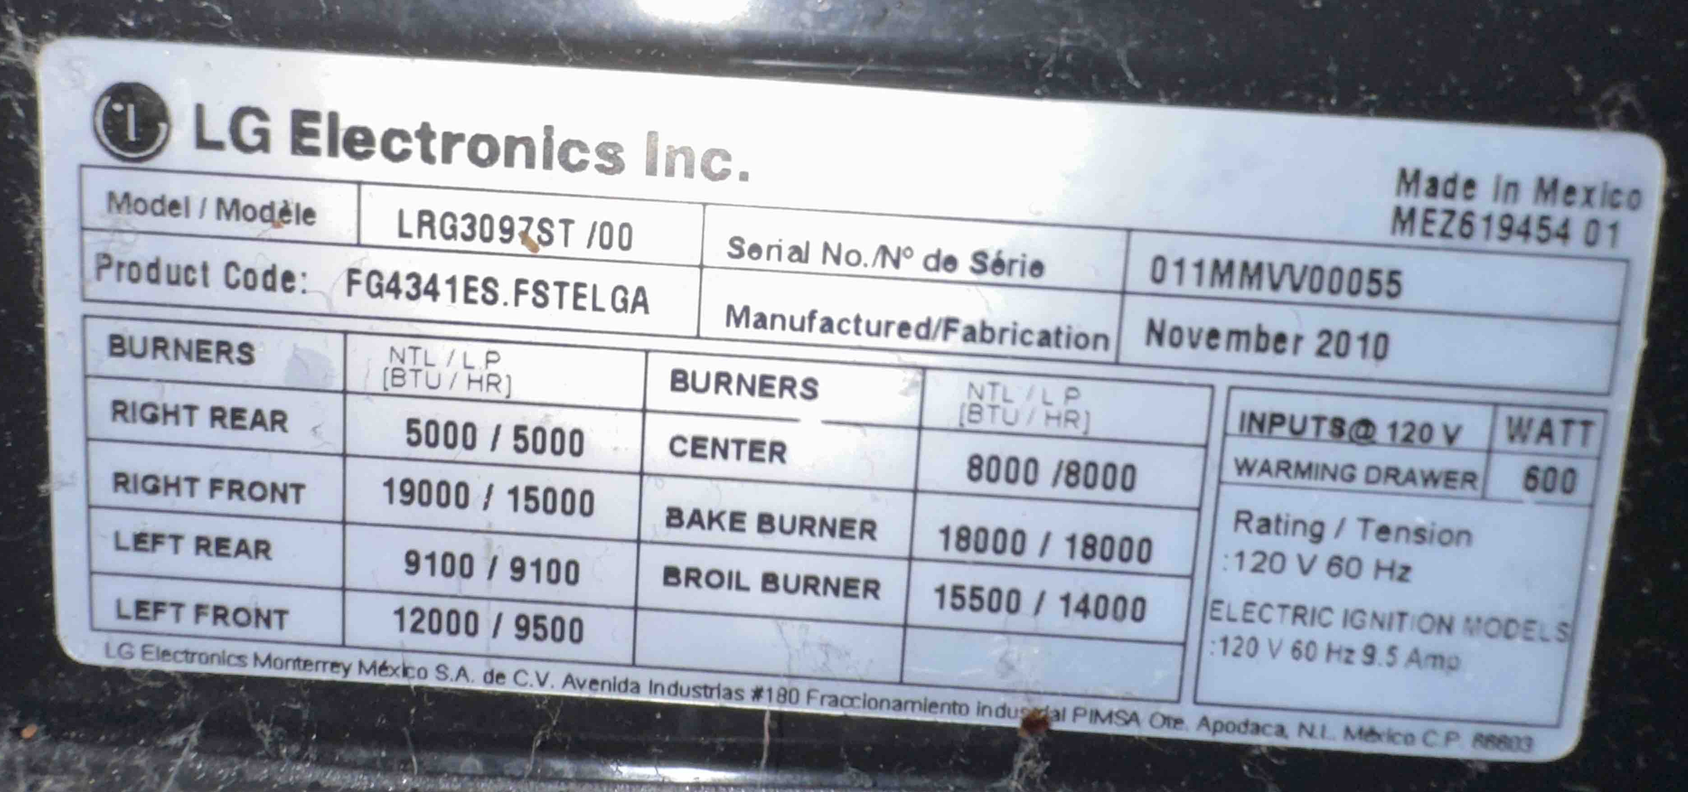 LG Electronics Inc.
Made in Mexico
MEZ619454 01
Model / Modèle LRG3097ST /00 Serial No./Nº de Série 011MMVV00055
Product Code: FG4341ES.FSTELGA Manufactured/Fabrication November 2010
BURNERS NTL / L.P [BTU / HR] BURNERS NTL / L P [BTU / HR] INPUTS@ 120 V WATT
RIGHT REAR 5000 / 5000 CENTER 8000 /8000 WARMING DRAWER 600
RIGHT FRONT 19000 / 15000 BAKE BURNER 18000 / 18000 Rating / Tension
:120 V 60 Hz
LEFT REAR 9100 / 9100 BROIL BURNER 15500 / 14000 ELECTRIC IGNITION MODELS
LEFT FRONT 12000 / 9500 :120 V 60 Hz 9.5 Amp
LG Electronics Monterrey México S.A. de C.V. Avenida Industrias #180 Fraccionamiento industrial PIMSA Ote. Apodaca, N.L. México C.P.